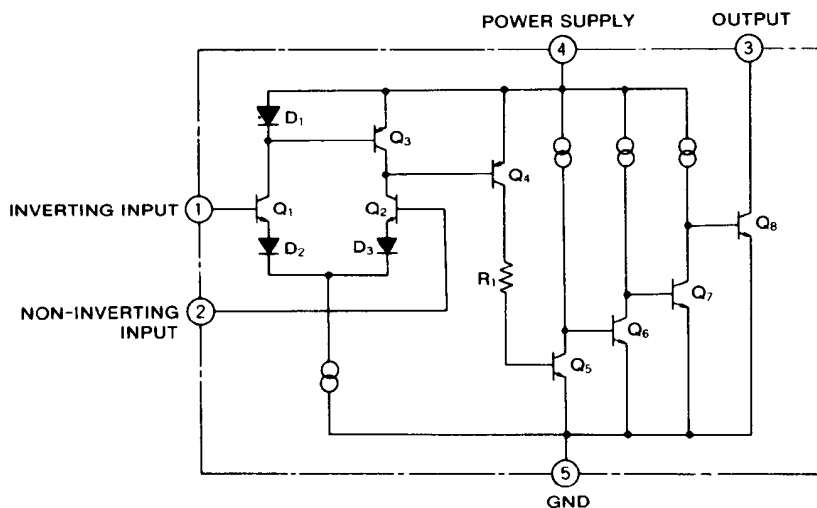 POWER SUPPLY
OUTPUT
4
3
D1
Q3
Q4
INVERTING INPUT
1
Q1
Q2
Q8
D2
D3
R1
Q7
NON-INVERTING
INPUT
2
Q6
Q5
5
GND